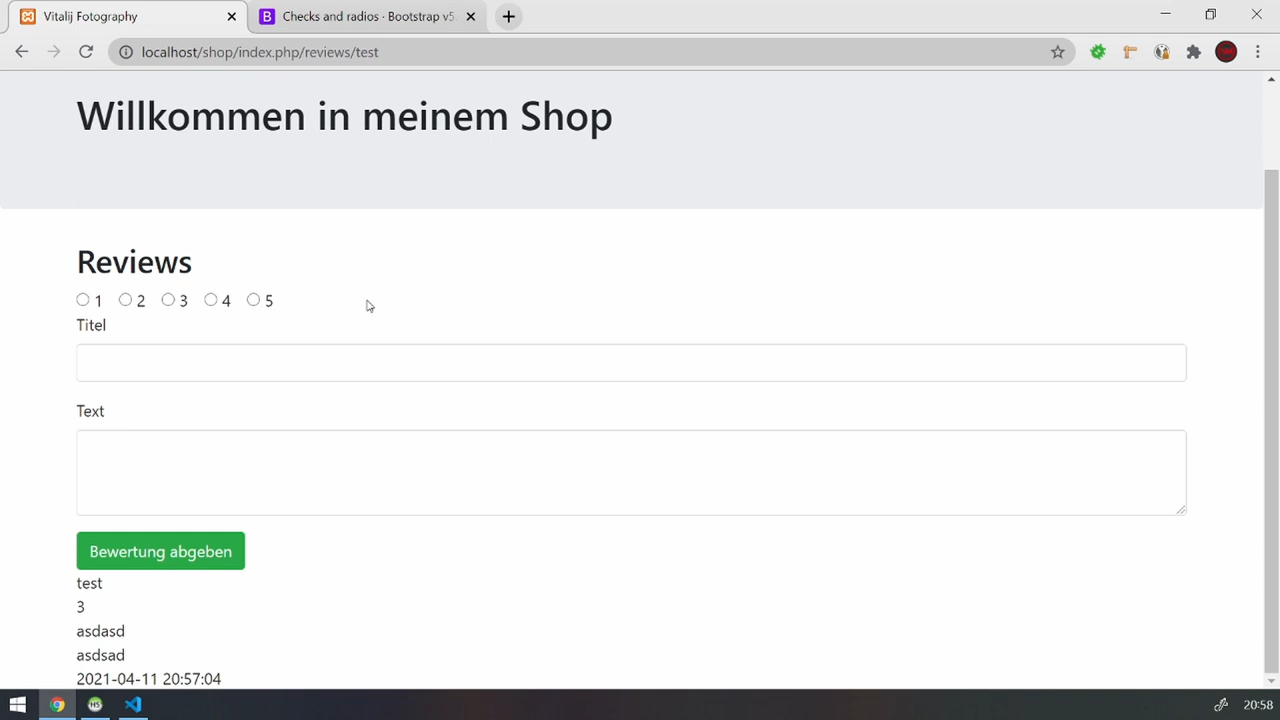 Vitalij Fotography
Checks and radios · Bootstrap v5.
localhost/shop/index.php/reviews/test
Willkommen in meinem Shop
Reviews
1 2 3 4 5
Titel
Text
Bewertung abgeben
test
3
asdasd
asdsad
2021-04-11 20:57:04
20:58